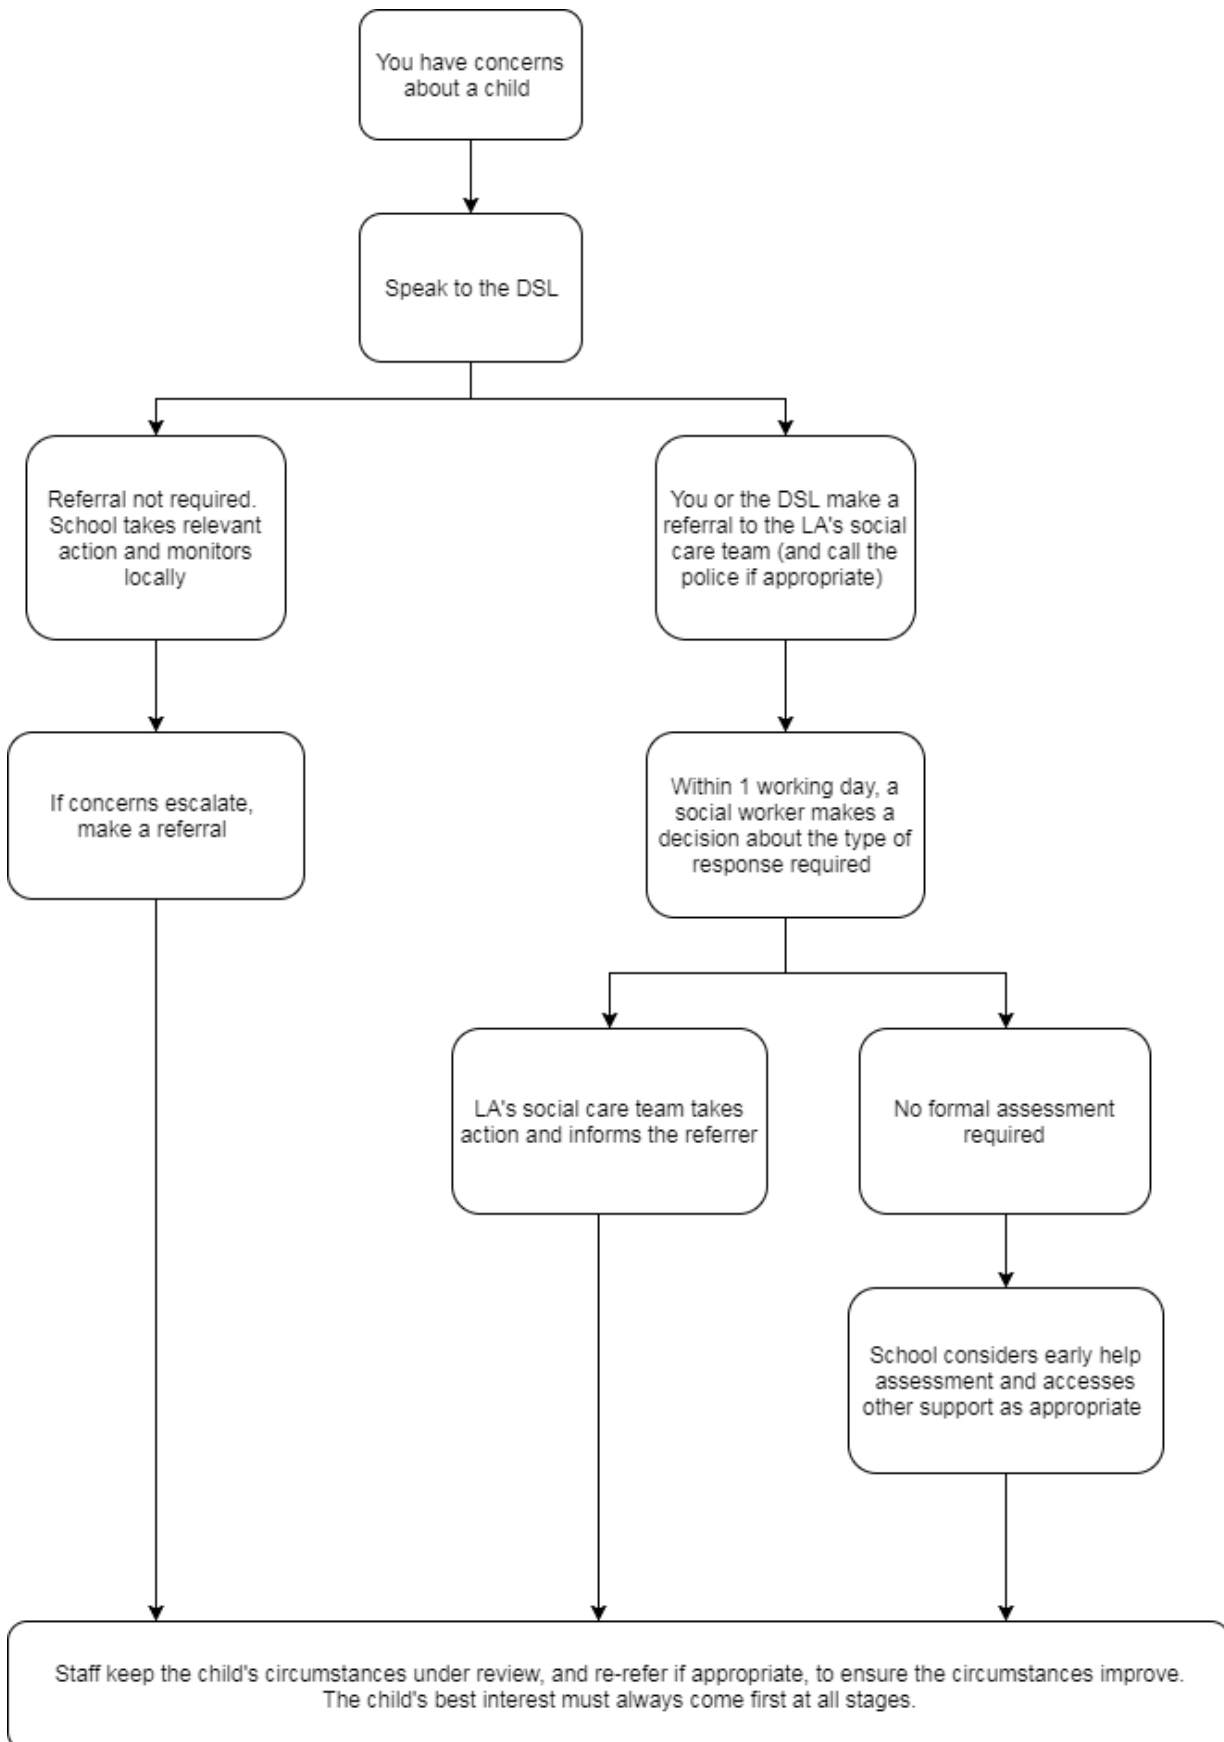 You have concerns
about a child
Speak to the DSL
Referral not required.
School takes relevant
action and monitors
locally
You or the DSL make a
referral to the LA's social
care team (and call the
police if appropriate)
If concerns escalate,
make a referral
Within 1 working day, a
social worker makes a
decision about the type of
response required
LA's social care team takes
action and informs the referrer
No formal assessment
required
School considers early help
assessment and accesses
other support as appropriate
Staff keep the child's circumstances under review, and re-refer if appropriate, to ensure the circumstances improve.
The child's best interest must always come first at all stages.